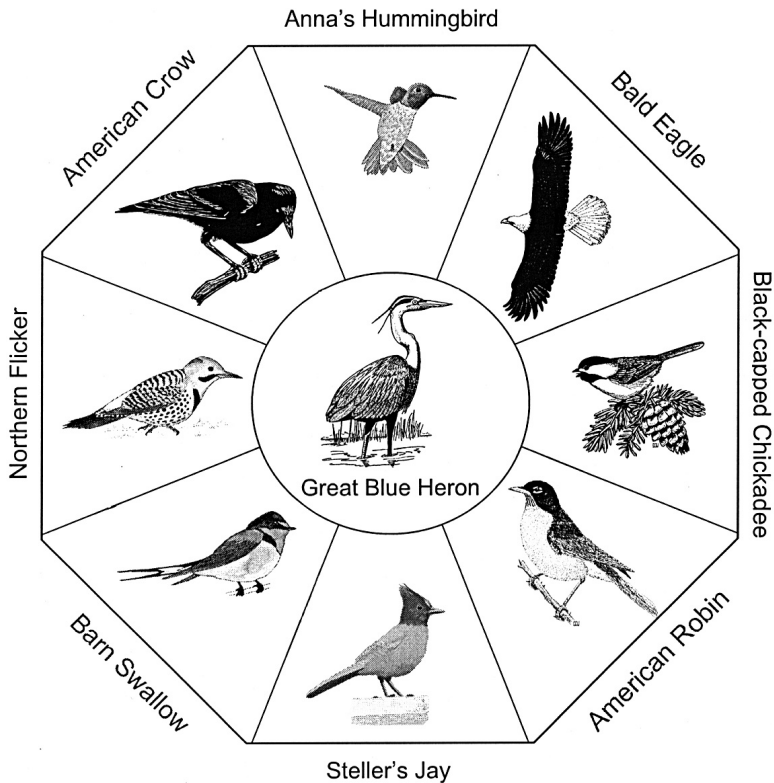 Anna's Hummingbird
Bald Eagle
Black-capped Chickadee
American Robin
Steller's Jay
Barn Swallow
Northern Flicker
American Crow
Great Blue Heron